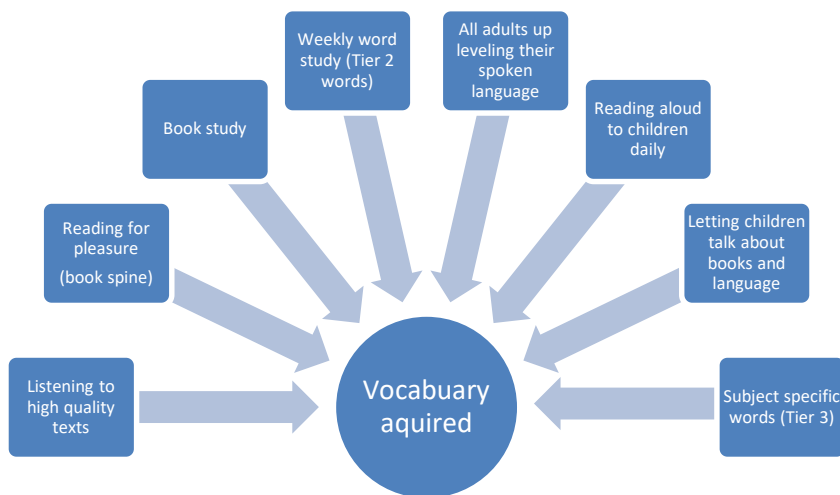 Listening to
high quality
texts
Reading for
pleasure
(book spine)
Book study
Weekly word
study (Tier 2
words)
All adults up
leveling their
spoken
language
Reading aloud
to children
daily
Letting children
talk about
books and
language
Subject specific
words (Tier 3)
Vocabuary
aquired